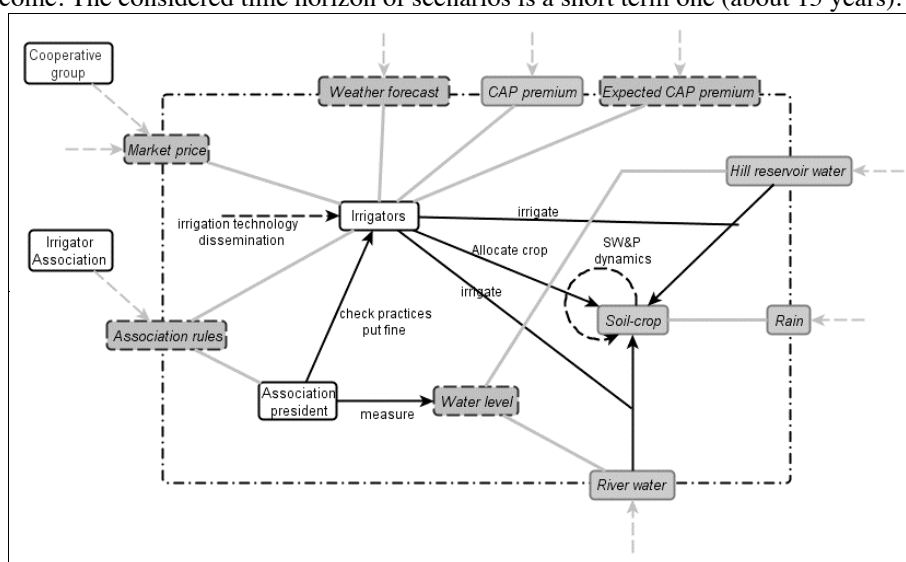 come. The considered time horizon of scenarios is a short term one (about 15 years).
Cooperative
group
Weather forecast
CAP premium
Expected CAP premium
Market price
Hill reservoir water
Irrigators
irrigate
irrigation technology
dissemination
Irrigator
Association
Allocate crop
SW&P
dynamics
irrigate
check practices
put fine
Soil-crop
Rain
Association rules
Association
president
measure
Water level
River water